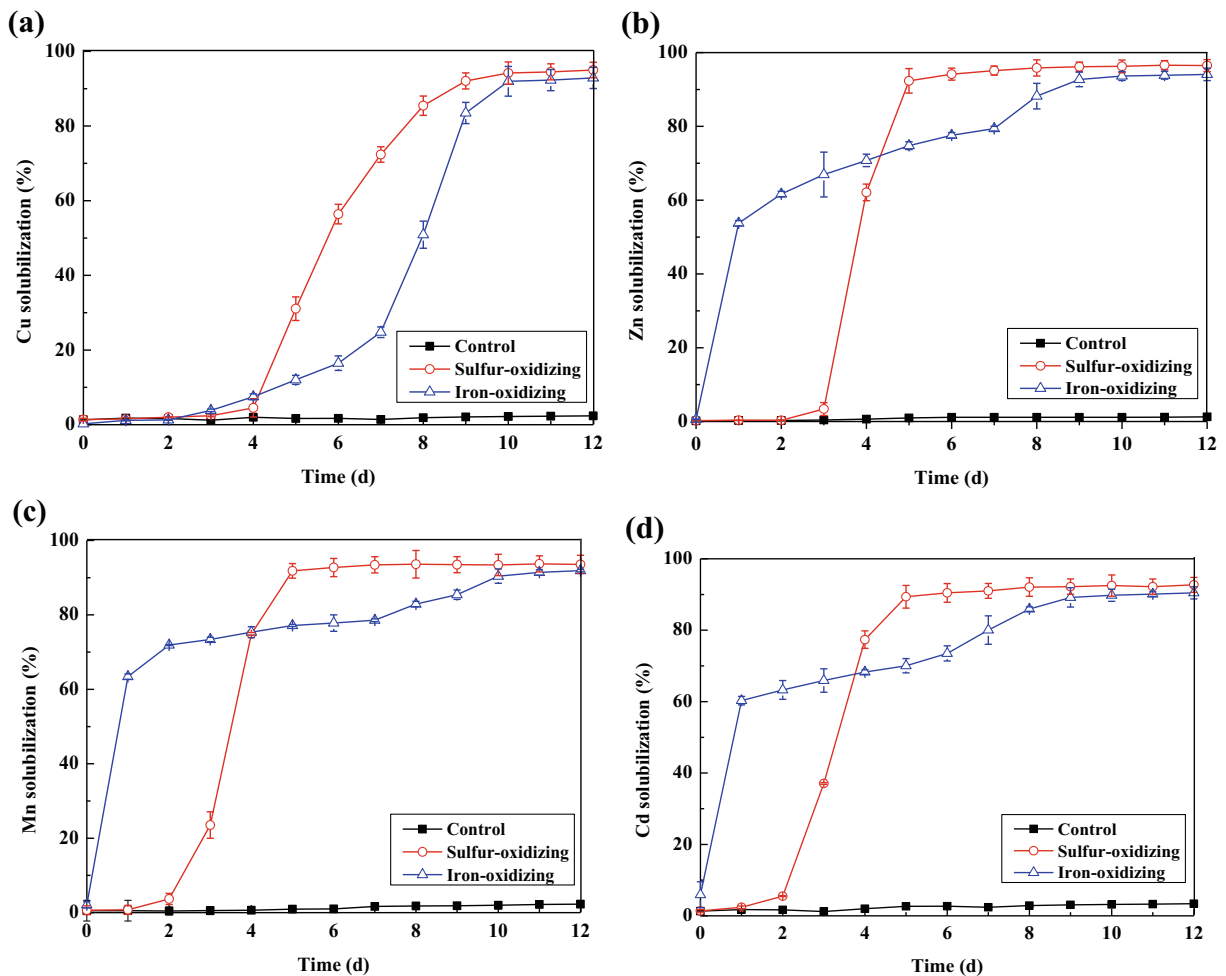 (a)
Cu solubilization (%)
100
80
60
40
20
0
0 2 4 6 8 10 12
Time (d)
Control
Sulfur-oxidizing
Iron-oxidizing
(b)
Zn solubilization (%)
100
80
60
40
20
0
0 2 4 6 8 10 12
Time (d)
Control
Sulfur-oxidizing
Iron-oxidizing
(c)
Mn solubilization (%)
100
80
60
40
20
0
0 2 4 6 8 10 12
Time (d)
Control
Sulfur-oxidizing
Iron-oxidizing
(d)
Cd solubilization (%)
100
80
60
40
20
0
0 2 4 6 8 10 12
Time (d)
Control
Sulfur-oxidizing
Iron-oxidizing